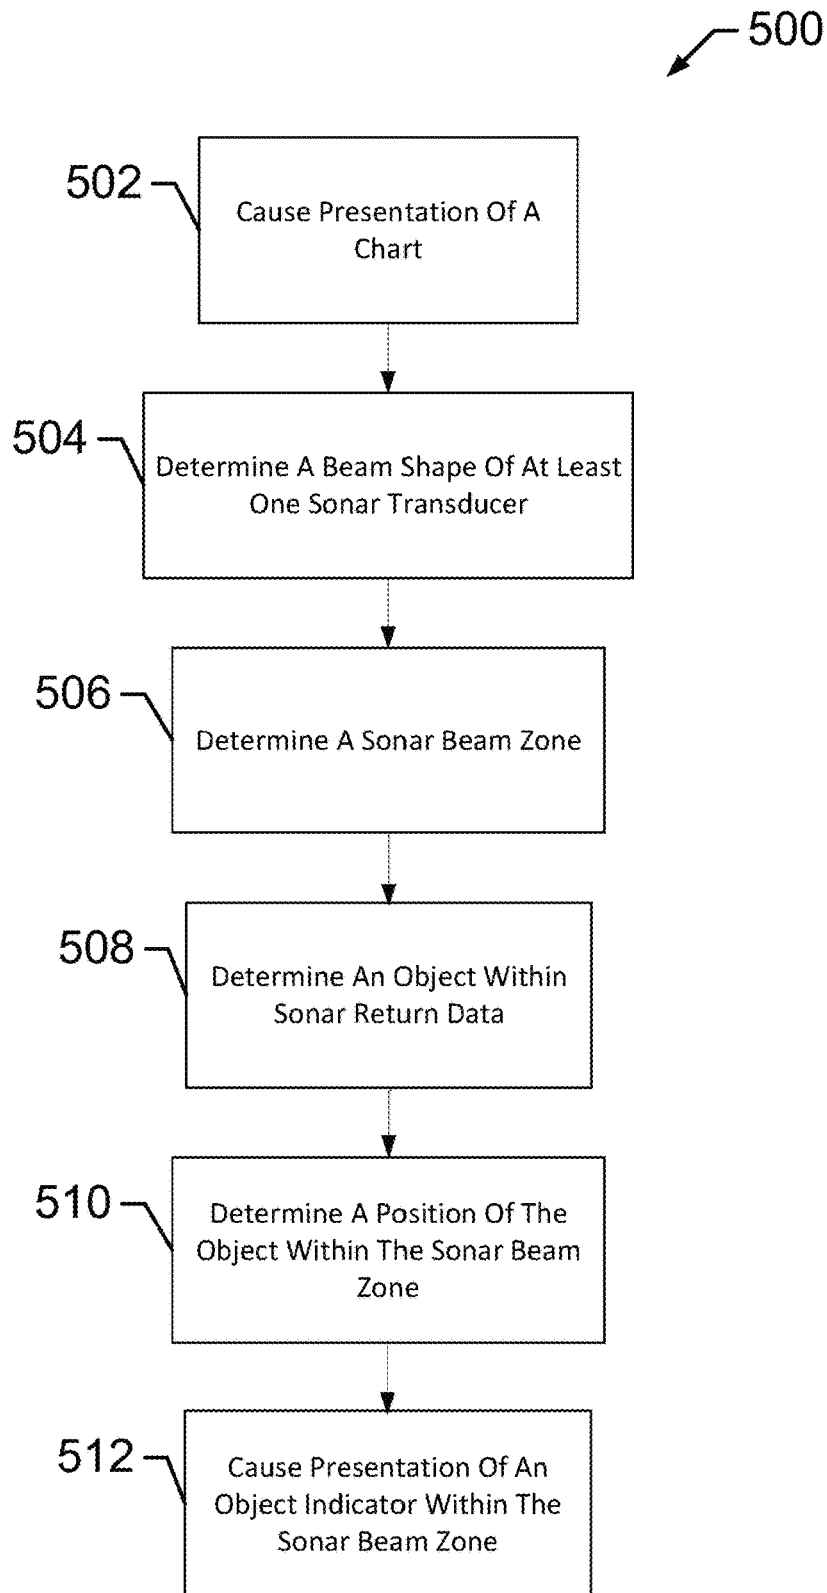 500
502
Cause Presentation Of A
Chart
504
Determine A Beam Shape Of At Least
One Sonar Transducer
506
Determine A Sonar Beam Zone
508
Determine An Object Within
Sonar Return Data
510
Determine A Position Of The
Object Within The Sonar Beam
Zone
512
Cause Presentation Of An
Object Indicator Within The
Sonar Beam Zone